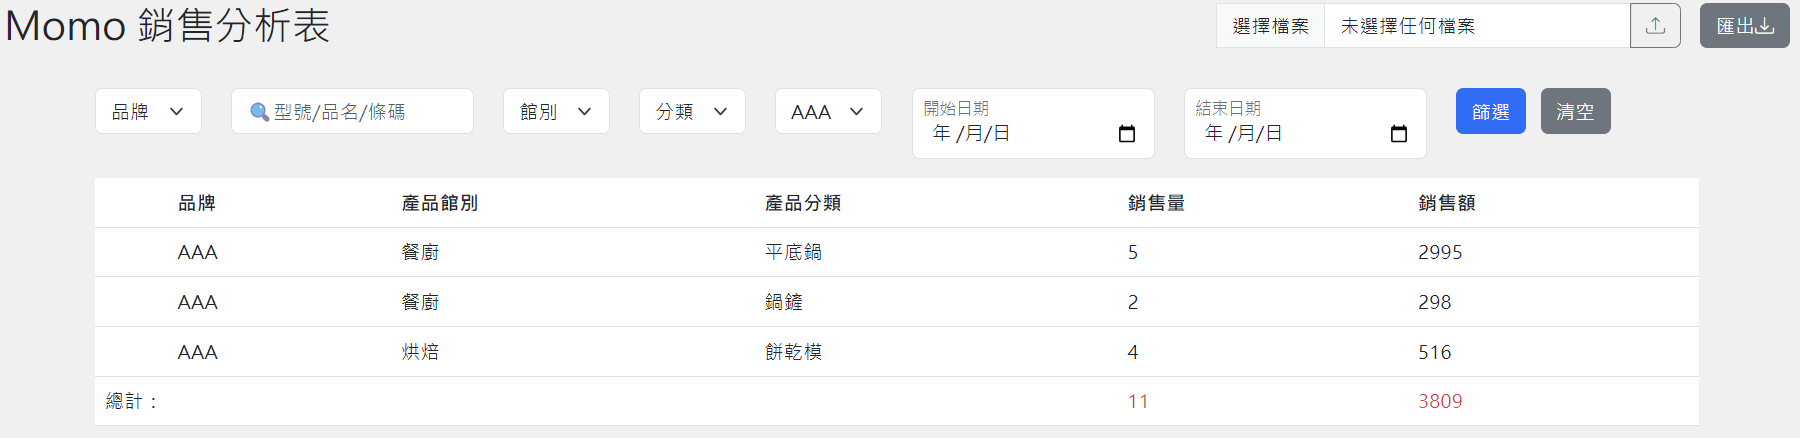 Momo 銷售分析表
選擇檔案 未選擇任何檔案 匯出
品牌 型號/品名/條碼 館別 分類 AAA 開始日期 年 /月/日 結束日期 年 /月/日 篩選 清空
品牌 產品館別 產品分類 銷售量 銷售額
AAA 餐廚 平底鍋 5 2995
AAA 餐廚 鍋鏟 2 298
AAA 烘焙 餅乾模 4 516
總計： 11 3809